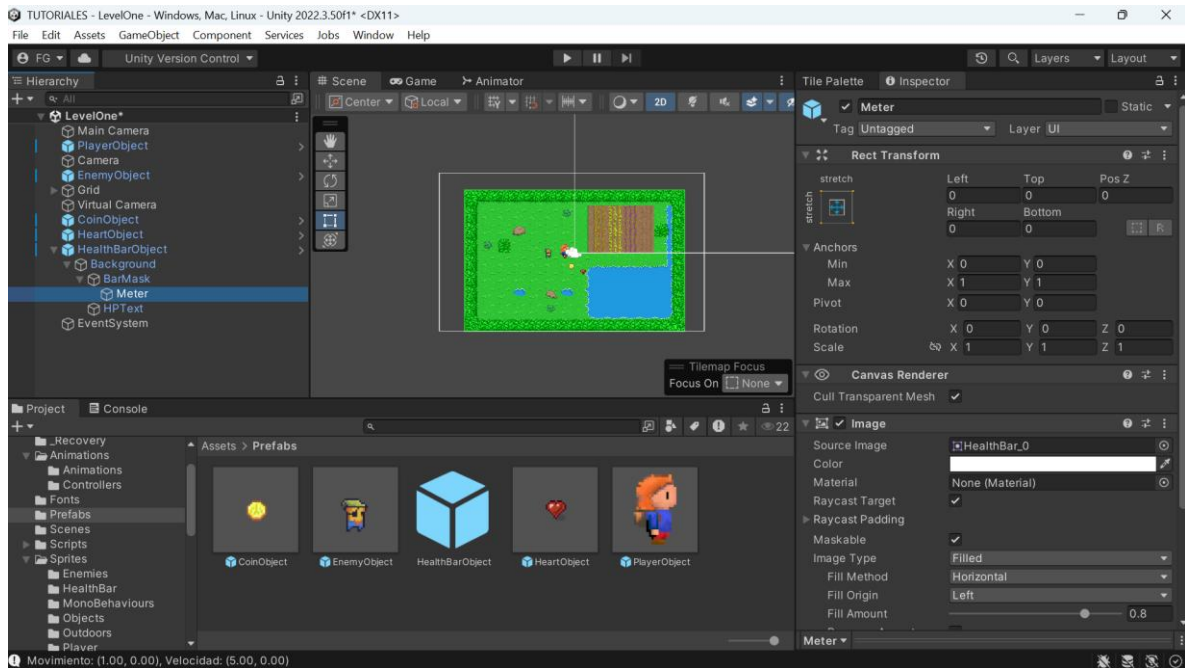 TUTORIALES - LevelOne - Windows, Mac, Linux - Unity 2022.3.50f1* <DX11>
File Edit Assets GameObject Component Services Jobs Window Help
FG Unity Version Control Layers Layout
Hierarchy
All
LevelOne*
Main Camera
PlayerObject
Camera
EnemyObject
Grid
Virtual Camera
CoinObject
HeartObject
HealthBarObject
Background
BarMask
Meter
HPText
EventSystem
Scene Game Animator
Center Local 2D
Tilemap Focus
Focus On None
Tile Palette Inspector
Meter Static
Tag Untagged Layer UI
Rect Transform
stretch Left Top Pos Z
stretch 0 0 0
Right Bottom
0 0 R
Anchors
Min X 0 Y 0
Max X 1 Y 1
Pivot X 0 Y 0
Rotation X 0 Y 0 Z 0
Scale X 1 Y 1 Z 1
Canvas Renderer
Cull Transparent Mesh
Image
Source Image HealthBar_0
Color
Material None (Material)
Raycast Target
Raycast Padding
Maskable
Image Type Filled
Fill Method Horizontal
Fill Origin Left
Fill Amount 0.8
Meter
Project Console
22
_Recovery
Animations
Animations
Controllers
Fonts
Prefabs
Scenes
Scripts
Sprites
Enemies
HealthBar
MonoBehaviours
Objects
Outdoors
Player
Assets > Prefabs
CoinObject EnemyObject HealthBarObject HeartObject PlayerObject
Movimiento: (1.00, 0.00), Velocidad: (5.00, 0.00)